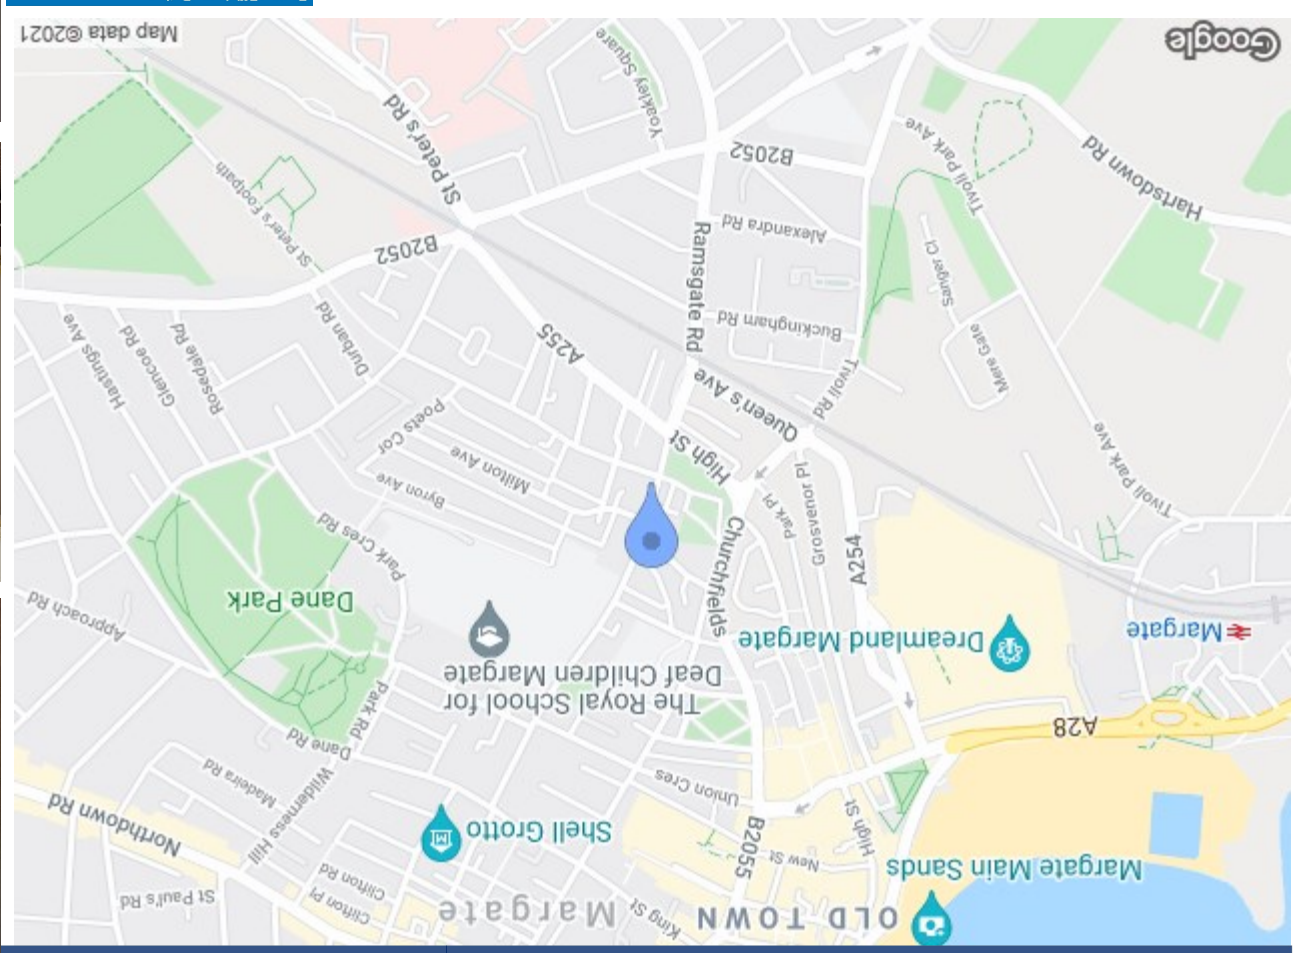 Margate Main Sands
OLD TOWN
King St
Margate
Clifton Pl
Clifton Rd
St Paul's Rd
High St
New St
B2055
Shell Grotto
Wilderness Hill
Madeira Rd
Northdown Rd
Union Cres
A28
Dane Rd
Park Rd
The Royal School for
Deaf Children Margate
Margate
Dreamland Margate
Churchfields
Dane Park
Approach Rd
A254
Grosvenor Pl
Park Pl
Park Cres Rd
Byron Ave
Milton Ave
Poets Cor
Tivoli Park Ave
High St
Queen's Ave
Tivoli Rd
A255
Durban Rd
Rosedale Rd
Glencoe Rd
Hastings Ave
Mere Gate
Sanger Cl
Buckingham Rd
Ramsgate Rd
Alexandra Rd
B2052
St Peter's Footpath
Hartsdown Rd
Tivoli Park Ave
B2052
St Peter's Rd
Yoakley Square
Google
Map data ©2021